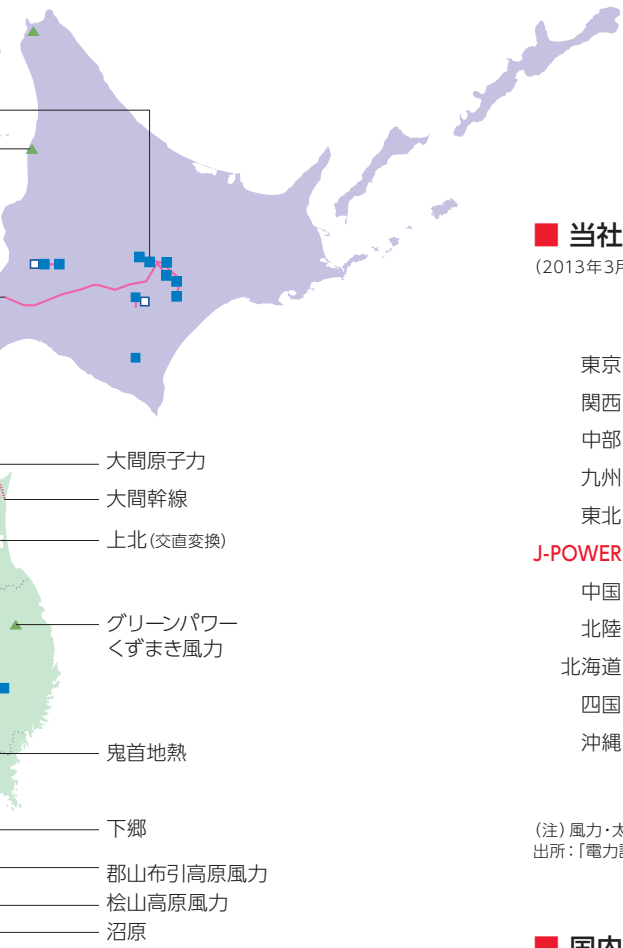 大間原子力
大間幹線
上北(交直変換)
グリーンパワー
くずまき風力
鬼首地熱
下郷
郡山布引高原風力
桧山高原風力
沼原
当社
(2013年3月
東京
関西
中部
九州
東北
J-POWER
中国
北陸
北海道
四国
沖縄
(注) 風力・太
出所:「電力
国内